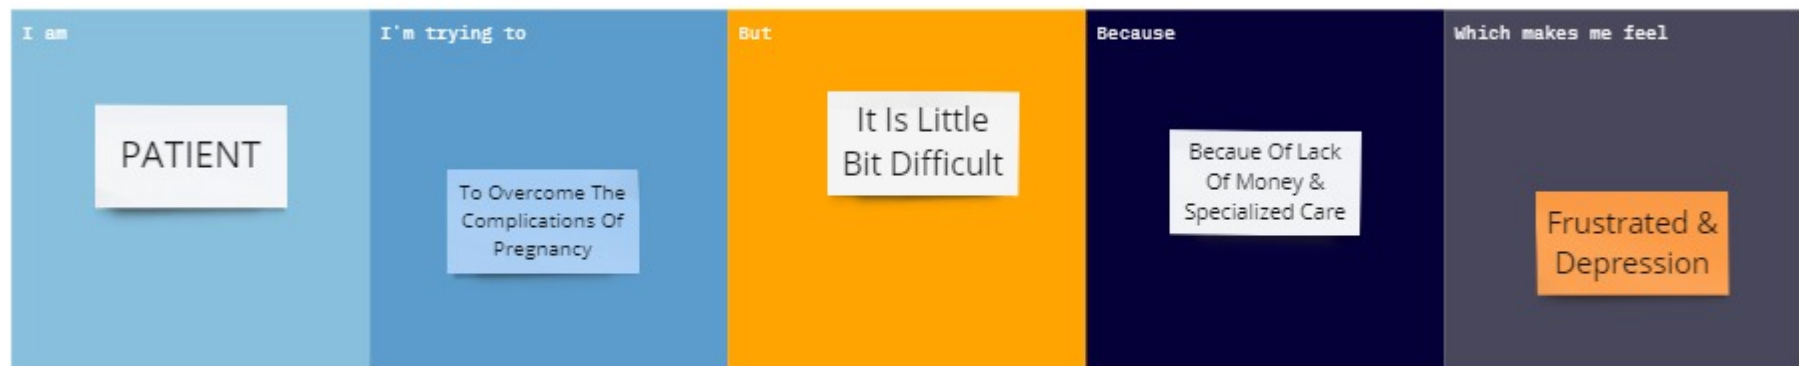 I am
PATIENT
I'm trying to
To Overcome The
Complications Of
Pregnancy
But
It Is Little
Bit Difficult
Because
Becaue Of Lack
Of Money &
Specialized Care
Which makes me feel
Frustrated &
Depression